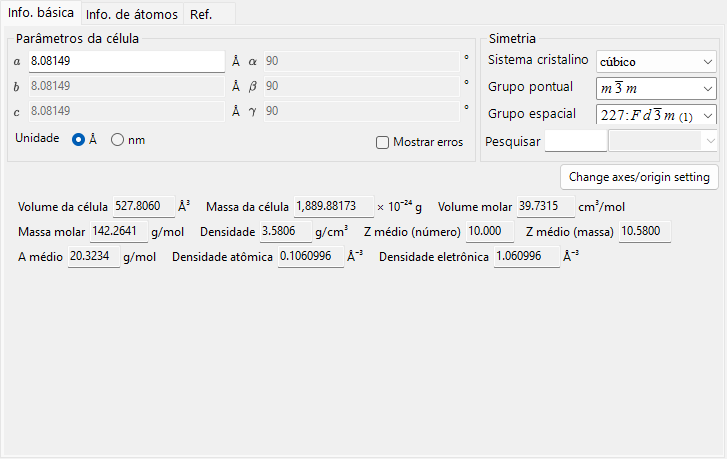 Info. básica Info. de átomos Ref.
Parâmetros da célula
a 8.08149 Å α 90 °
b 8.08149 Å β 90 °
c 8.08149 Å γ 90 °
Unidade Å nm Mostrar erros
Simetria
Sistema cristalino cúbico
Grupo pontual m 3̅ m
Grupo espacial 227: F d 3̅ m (1)
Pesquisar
Change axes/origin setting
Volume da célula 527.8060 Å³ Massa da célula 1,889.88173 × 10⁻²⁴ g Volume molar 39.7315 cm³/mol
Massa molar 142.2641 g/mol Densidade 3.5806 g/cm³ Z médio (número) 10.000 Z médio (massa) 10.5800
A médio 20.3234 g/mol Densidade atômica 0.1060996 Å⁻³ Densidade eletrônica 1.060996 Å⁻³